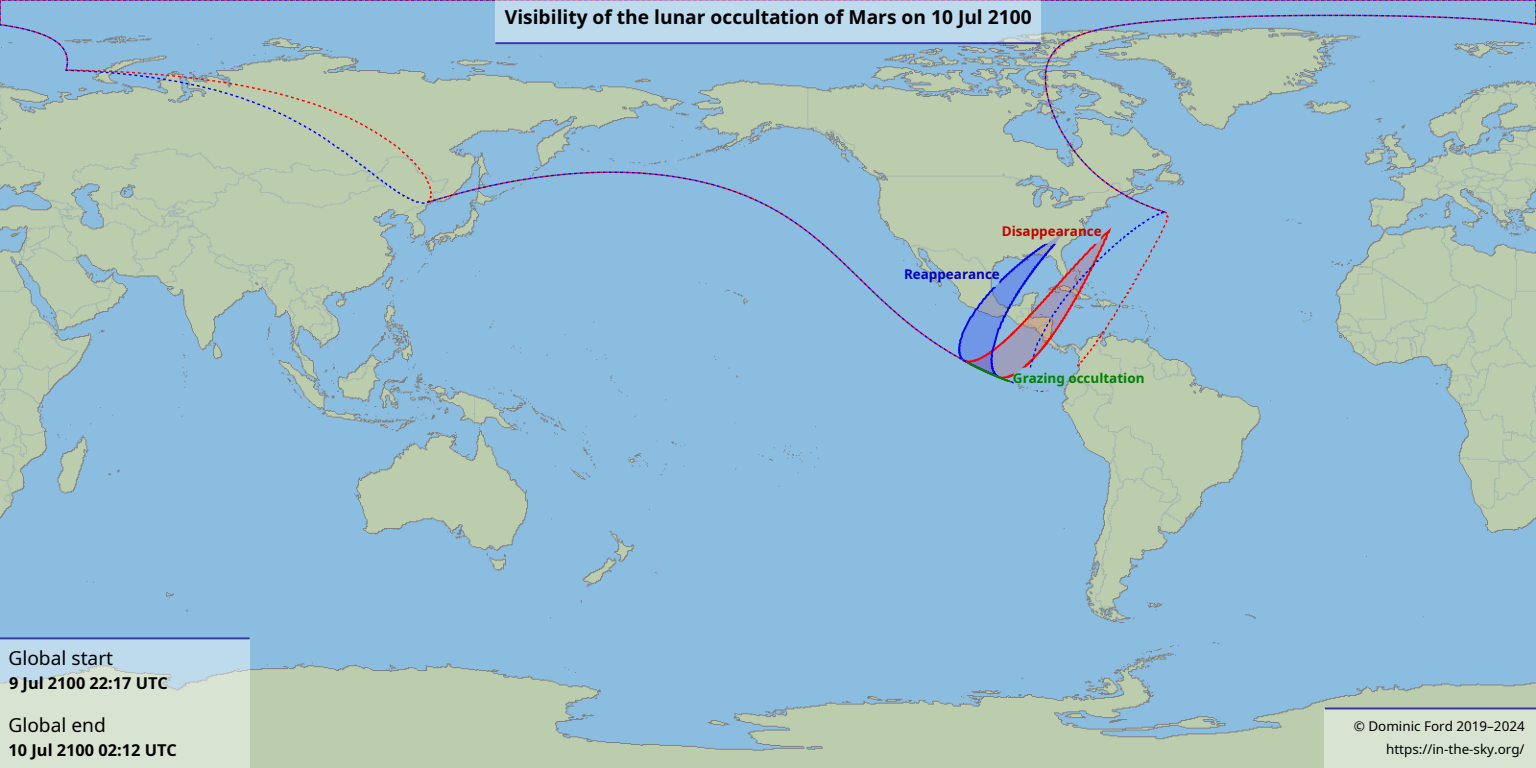 Visibility of the lunar occultation of Mars on 10 Jul 2100
Disappearance
Reappearance
Grazing occultation
Global start
9 Jul 2100 22:17 UTC
Global end
10 Jul 2100 02:12 UTC
© Dominic Ford 2019–2024
https://in-the-sky.org/